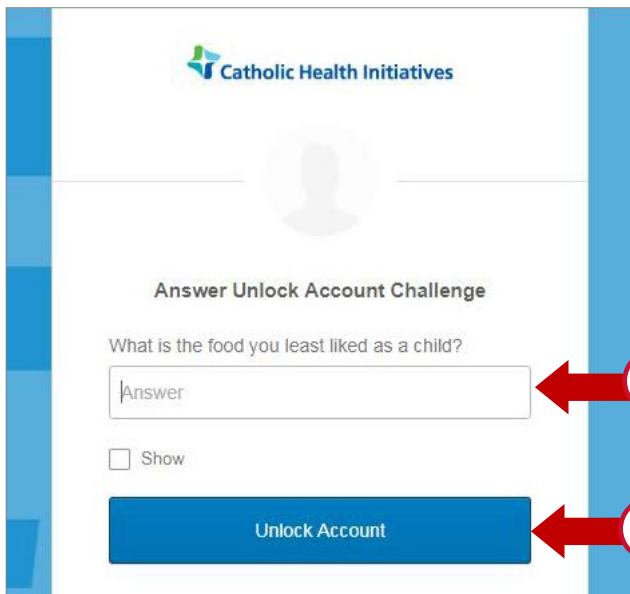 Catholic Health Initiatives
Answer Unlock Account Challenge
What is the food you least liked as a child?
Answer
Show
Unlock Account